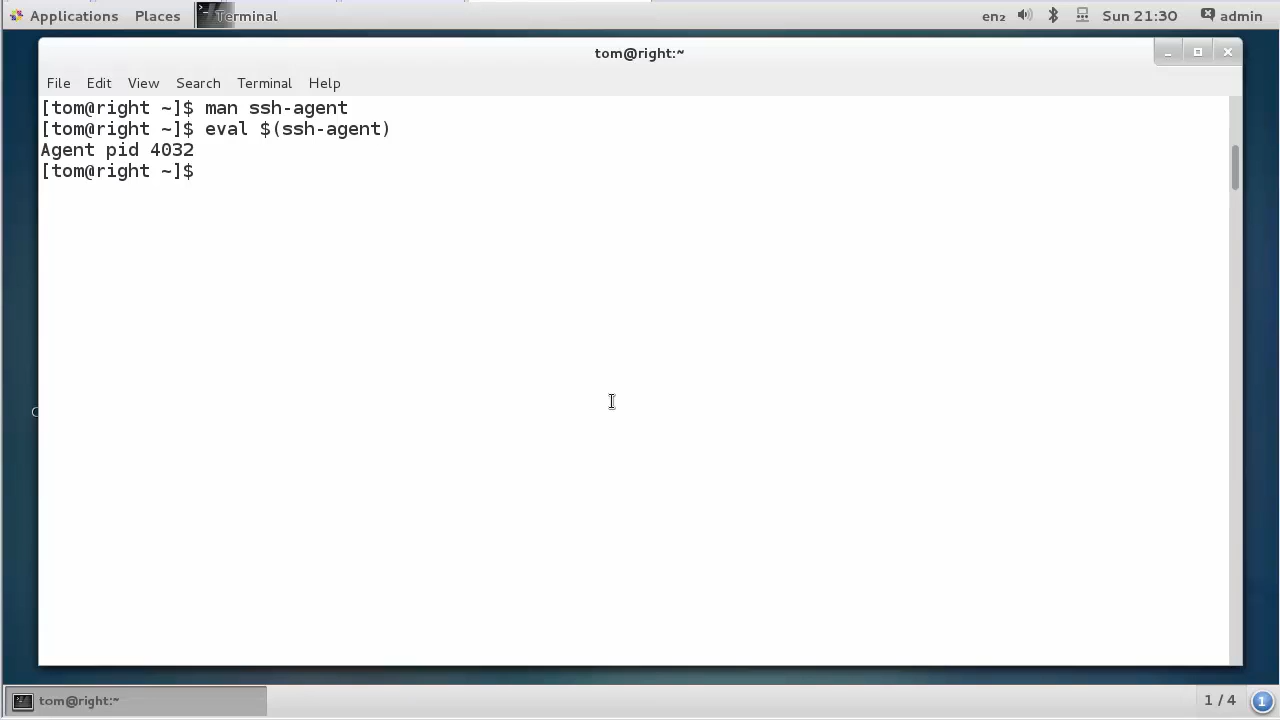 Applications Places Terminal en₂ Sun 21:30 admin
tom@right:~
File Edit View Search Terminal Help
[tom@right ~]$ man ssh-agent
[tom@right ~]$ eval $(ssh-agent)
Agent pid 4032
[tom@right ~]$
tom@right:~ 1 / 4 1